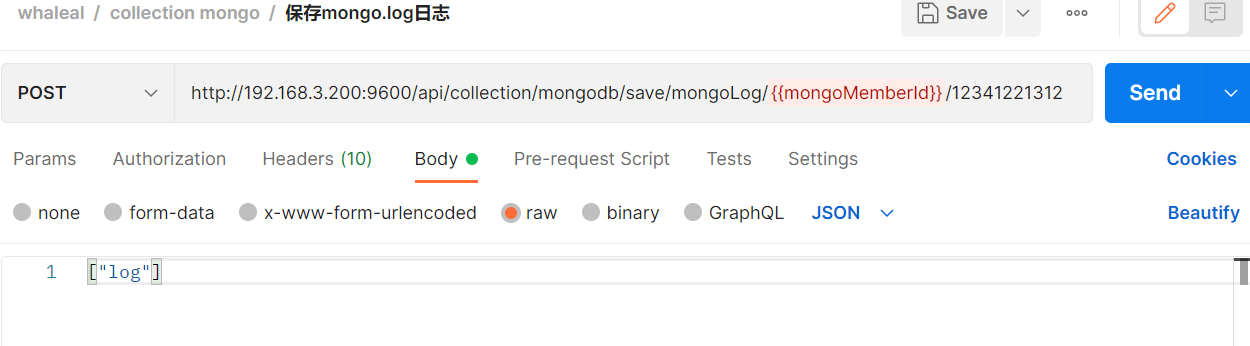 whaleal / collection mongo / 保存mongo.log日志 Save
POST http://192.168.3.200:9600/api/collection/mongodb/save/mongoLog/{{mongoMemberId}}/12341221312 Send
Params Authorization Headers (10) Body Pre-request Script Tests Settings Cookies
none form-data x-www-form-urlencoded raw binary GraphQL JSON Beautify
1 ["log"]